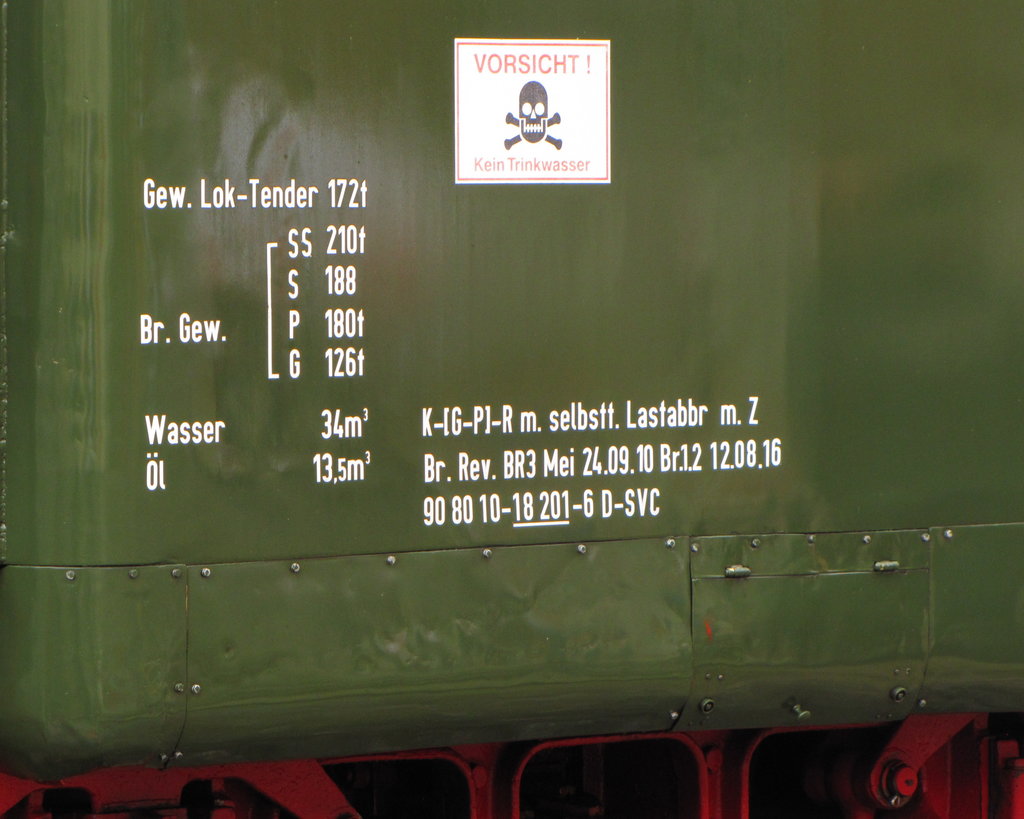 VORSICHT !
Kein Trinkwasser
Gew. Lok-Tender 172t
SS 210t
S 188
Br. Gew.
P 180t
G 126t
Wasser 34m³
Öl 13,5m³
K-[G-P]-R m. selbstt. Lastabbr m. Z
Br. Rev. BR3 Mei 24.09.10 Br.1.2 12.08.16
90 80 10-18 201-6 D-SVC